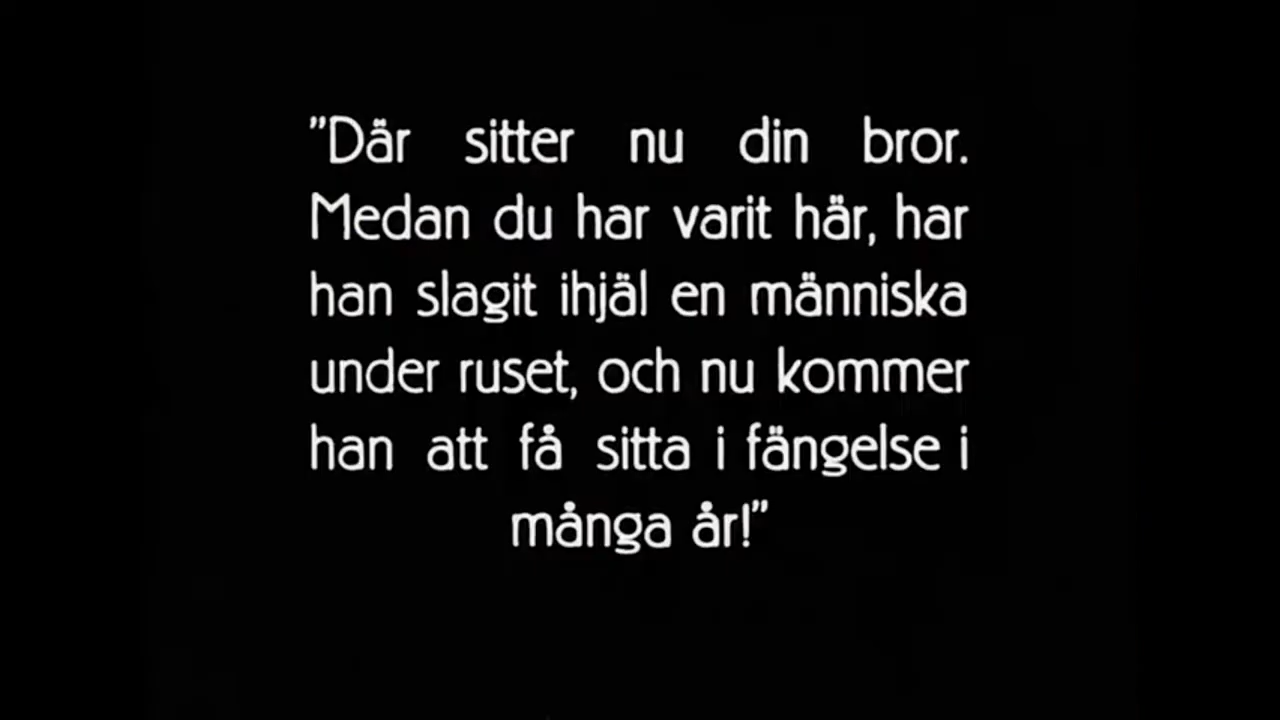 ”Där sitter nu din bror.
Medan du har varit här, har
han slagit ihjäl en människa
under ruset, och nu kommer
han att få sitta i fängelse i
många år!”